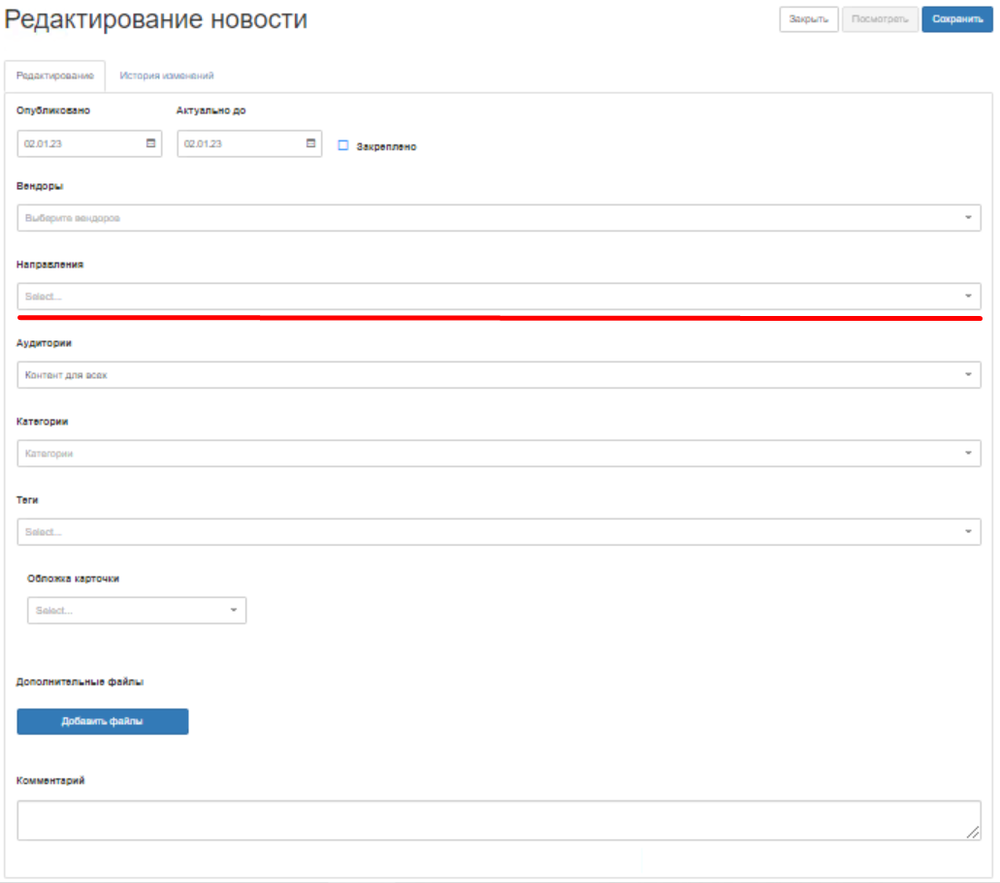 Редактирование новости
Закрыть Посмотреть Сохранить
Редактирование История изменений
Опубликовано Актуально до
02.01.23 02.01.23 Закреплено
Вендоры
Выберите вендоров
Направления
Select...
Аудитории
Контент для всех
Категории
Категории
Теги
Select...
Обложка карточки
Select...
Дополнительные файлы
Добавить файлы
Комментарий